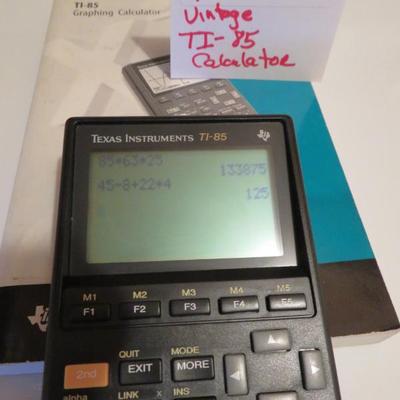 TI-85
Graphing Calculator
Vintage
TI-85
Calculator
TEXAS INSTRUMENTS TI-85
85*63*25
133875
45-8+22*4
125
M1 M2 M3 M4 M5
F1 F2 F3 F4 F5
QUIT MODE
2nd EXIT MORE
alpha LINK x INS